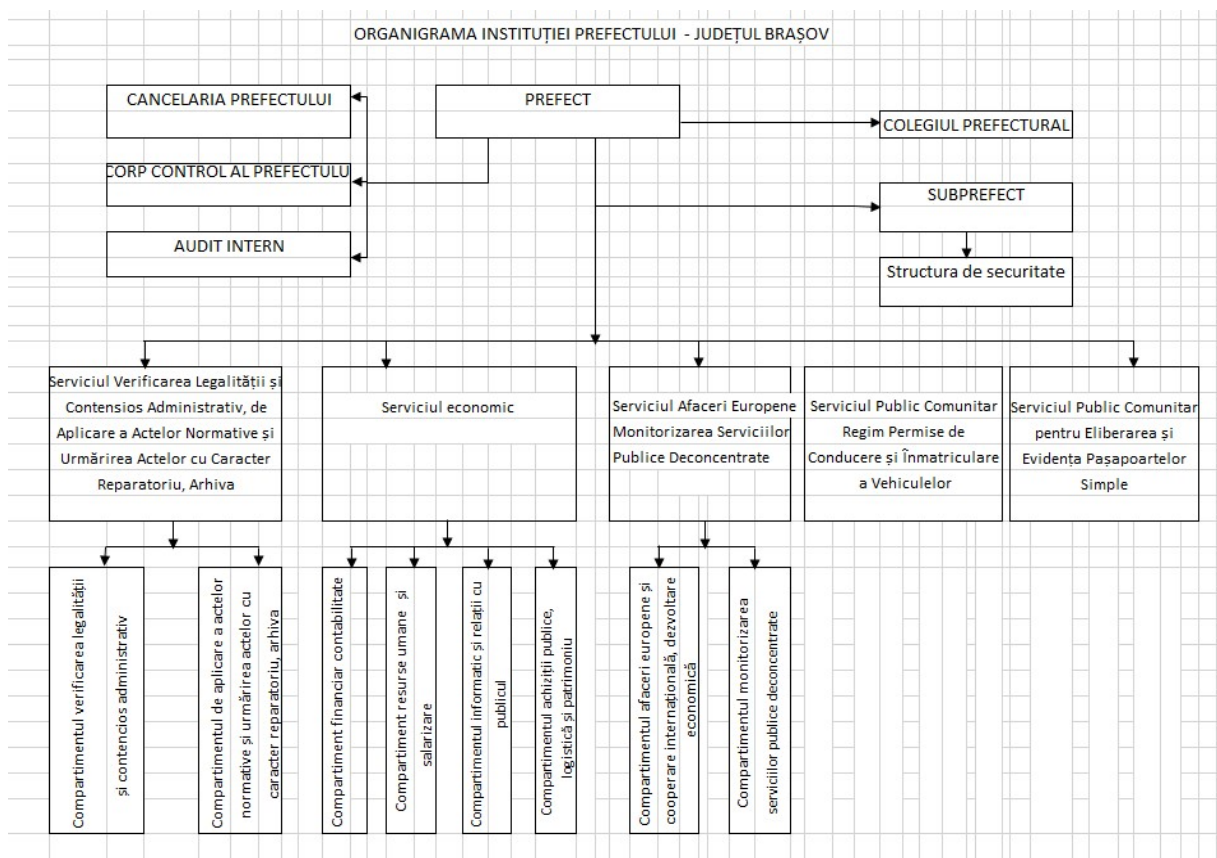 ORGANIGRAMA INSTITUȚIEI PREFECTULUI - JUDEȚUL BRAȘOV
CANCELARIA PREFECTULUI
PREFECT
COLEGIUL PREFECTURAL
CORP CONTROL AL PREFECTULU
SUBPREFECT
AUDIT INTERN
Structura de securitate
Serviciul Verificarea Legalității și
Contensios Administrativ, de
Aplicare a Actelor Normative și
Urmărirea Actelor cu Caracter
Reparatoriu, Arhiva
Serviciul economic
Serviciul Afaceri Europene
Monitorizarea Serviciilor
Publice Deconcentrate
Serviciul Public Comunitar
Regim Permise de
Conducere și Înmatriculare
a Vehiculelor
Serviciul Public Comunitar
pentru Eliberarea și
Evidența Pașapoartelor
Simple
Compartimentul verificarea legalității
și contencios administrativ
Compartimentul de aplicare a actelor
normative și urmărirea actelor cu
caracter reparatoriu, arhiva
Compartiment financiar contabilitate
Compartiment resurse umane și
salarizare
Compartimentul informatic și relații cu
publicul
Compartimentul achiziții publice,
logistică și patrimoniu
Compartimentul afaceri europene și
cooperare internațională, dezvoltare
economică
Compartimentul monitorizarea
serviciilor publice deconcentrate